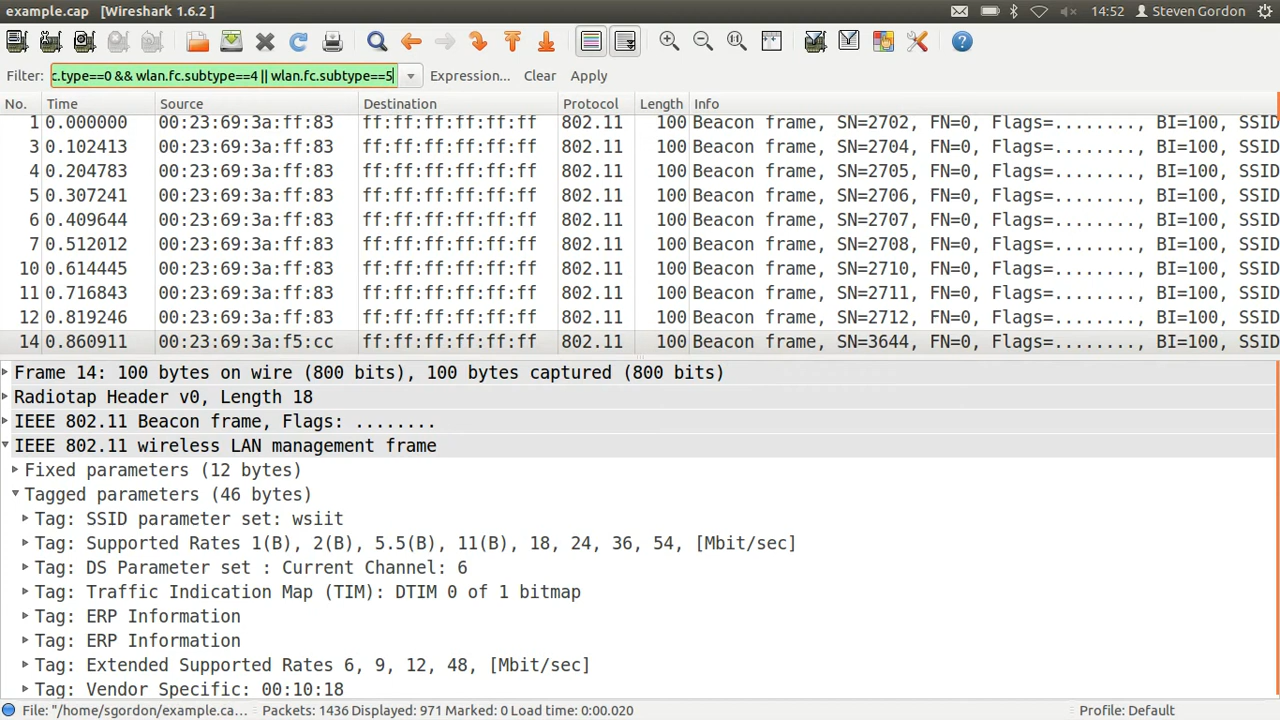 example.cap [Wireshark 1.6.2 ] 14:52 Steven Gordon
Filter: c.type==0 && wlan.fc.subtype==4 || wlan.fc.subtype==5 Expression... Clear Apply
No. Time Source Destination Protocol Length Info
1 0.000000 00:23:69:3a:ff:83 ff:ff:ff:ff:ff:ff 802.11 100 Beacon frame, SN=2702, FN=0, Flags=........, BI=100, SSID
3 0.102413 00:23:69:3a:ff:83 ff:ff:ff:ff:ff:ff 802.11 100 Beacon frame, SN=2704, FN=0, Flags=........, BI=100, SSID
4 0.204783 00:23:69:3a:ff:83 ff:ff:ff:ff:ff:ff 802.11 100 Beacon frame, SN=2705, FN=0, Flags=........, BI=100, SSID
5 0.307241 00:23:69:3a:ff:83 ff:ff:ff:ff:ff:ff 802.11 100 Beacon frame, SN=2706, FN=0, Flags=........, BI=100, SSID
6 0.409644 00:23:69:3a:ff:83 ff:ff:ff:ff:ff:ff 802.11 100 Beacon frame, SN=2707, FN=0, Flags=........, BI=100, SSID
7 0.512012 00:23:69:3a:ff:83 ff:ff:ff:ff:ff:ff 802.11 100 Beacon frame, SN=2708, FN=0, Flags=........, BI=100, SSID
10 0.614445 00:23:69:3a:ff:83 ff:ff:ff:ff:ff:ff 802.11 100 Beacon frame, SN=2710, FN=0, Flags=........, BI=100, SSID
11 0.716843 00:23:69:3a:ff:83 ff:ff:ff:ff:ff:ff 802.11 100 Beacon frame, SN=2711, FN=0, Flags=........, BI=100, SSID
12 0.819246 00:23:69:3a:ff:83 ff:ff:ff:ff:ff:ff 802.11 100 Beacon frame, SN=2712, FN=0, Flags=........, BI=100, SSID
14 0.860911 00:23:69:3a:f5:cc ff:ff:ff:ff:ff:ff 802.11 100 Beacon frame, SN=3644, FN=0, Flags=........, BI=100, SSID
Frame 14: 100 bytes on wire (800 bits), 100 bytes captured (800 bits)
Radiotap Header v0, Length 18
IEEE 802.11 Beacon frame, Flags: ........
IEEE 802.11 wireless LAN management frame
Fixed parameters (12 bytes)
Tagged parameters (46 bytes)
Tag: SSID parameter set: wsiit
Tag: Supported Rates 1(B), 2(B), 5.5(B), 11(B), 18, 24, 36, 54, [Mbit/sec]
Tag: DS Parameter set : Current Channel: 6
Tag: Traffic Indication Map (TIM): DTIM 0 of 1 bitmap
Tag: ERP Information
Tag: ERP Information
Tag: Extended Supported Rates 6, 9, 12, 48, [Mbit/sec]
Tag: Vendor Specific: 00:10:18
File: "/home/sgordon/example.ca... Packets: 1436 Displayed: 971 Marked: 0 Load time: 0:00.020 Profile: Default